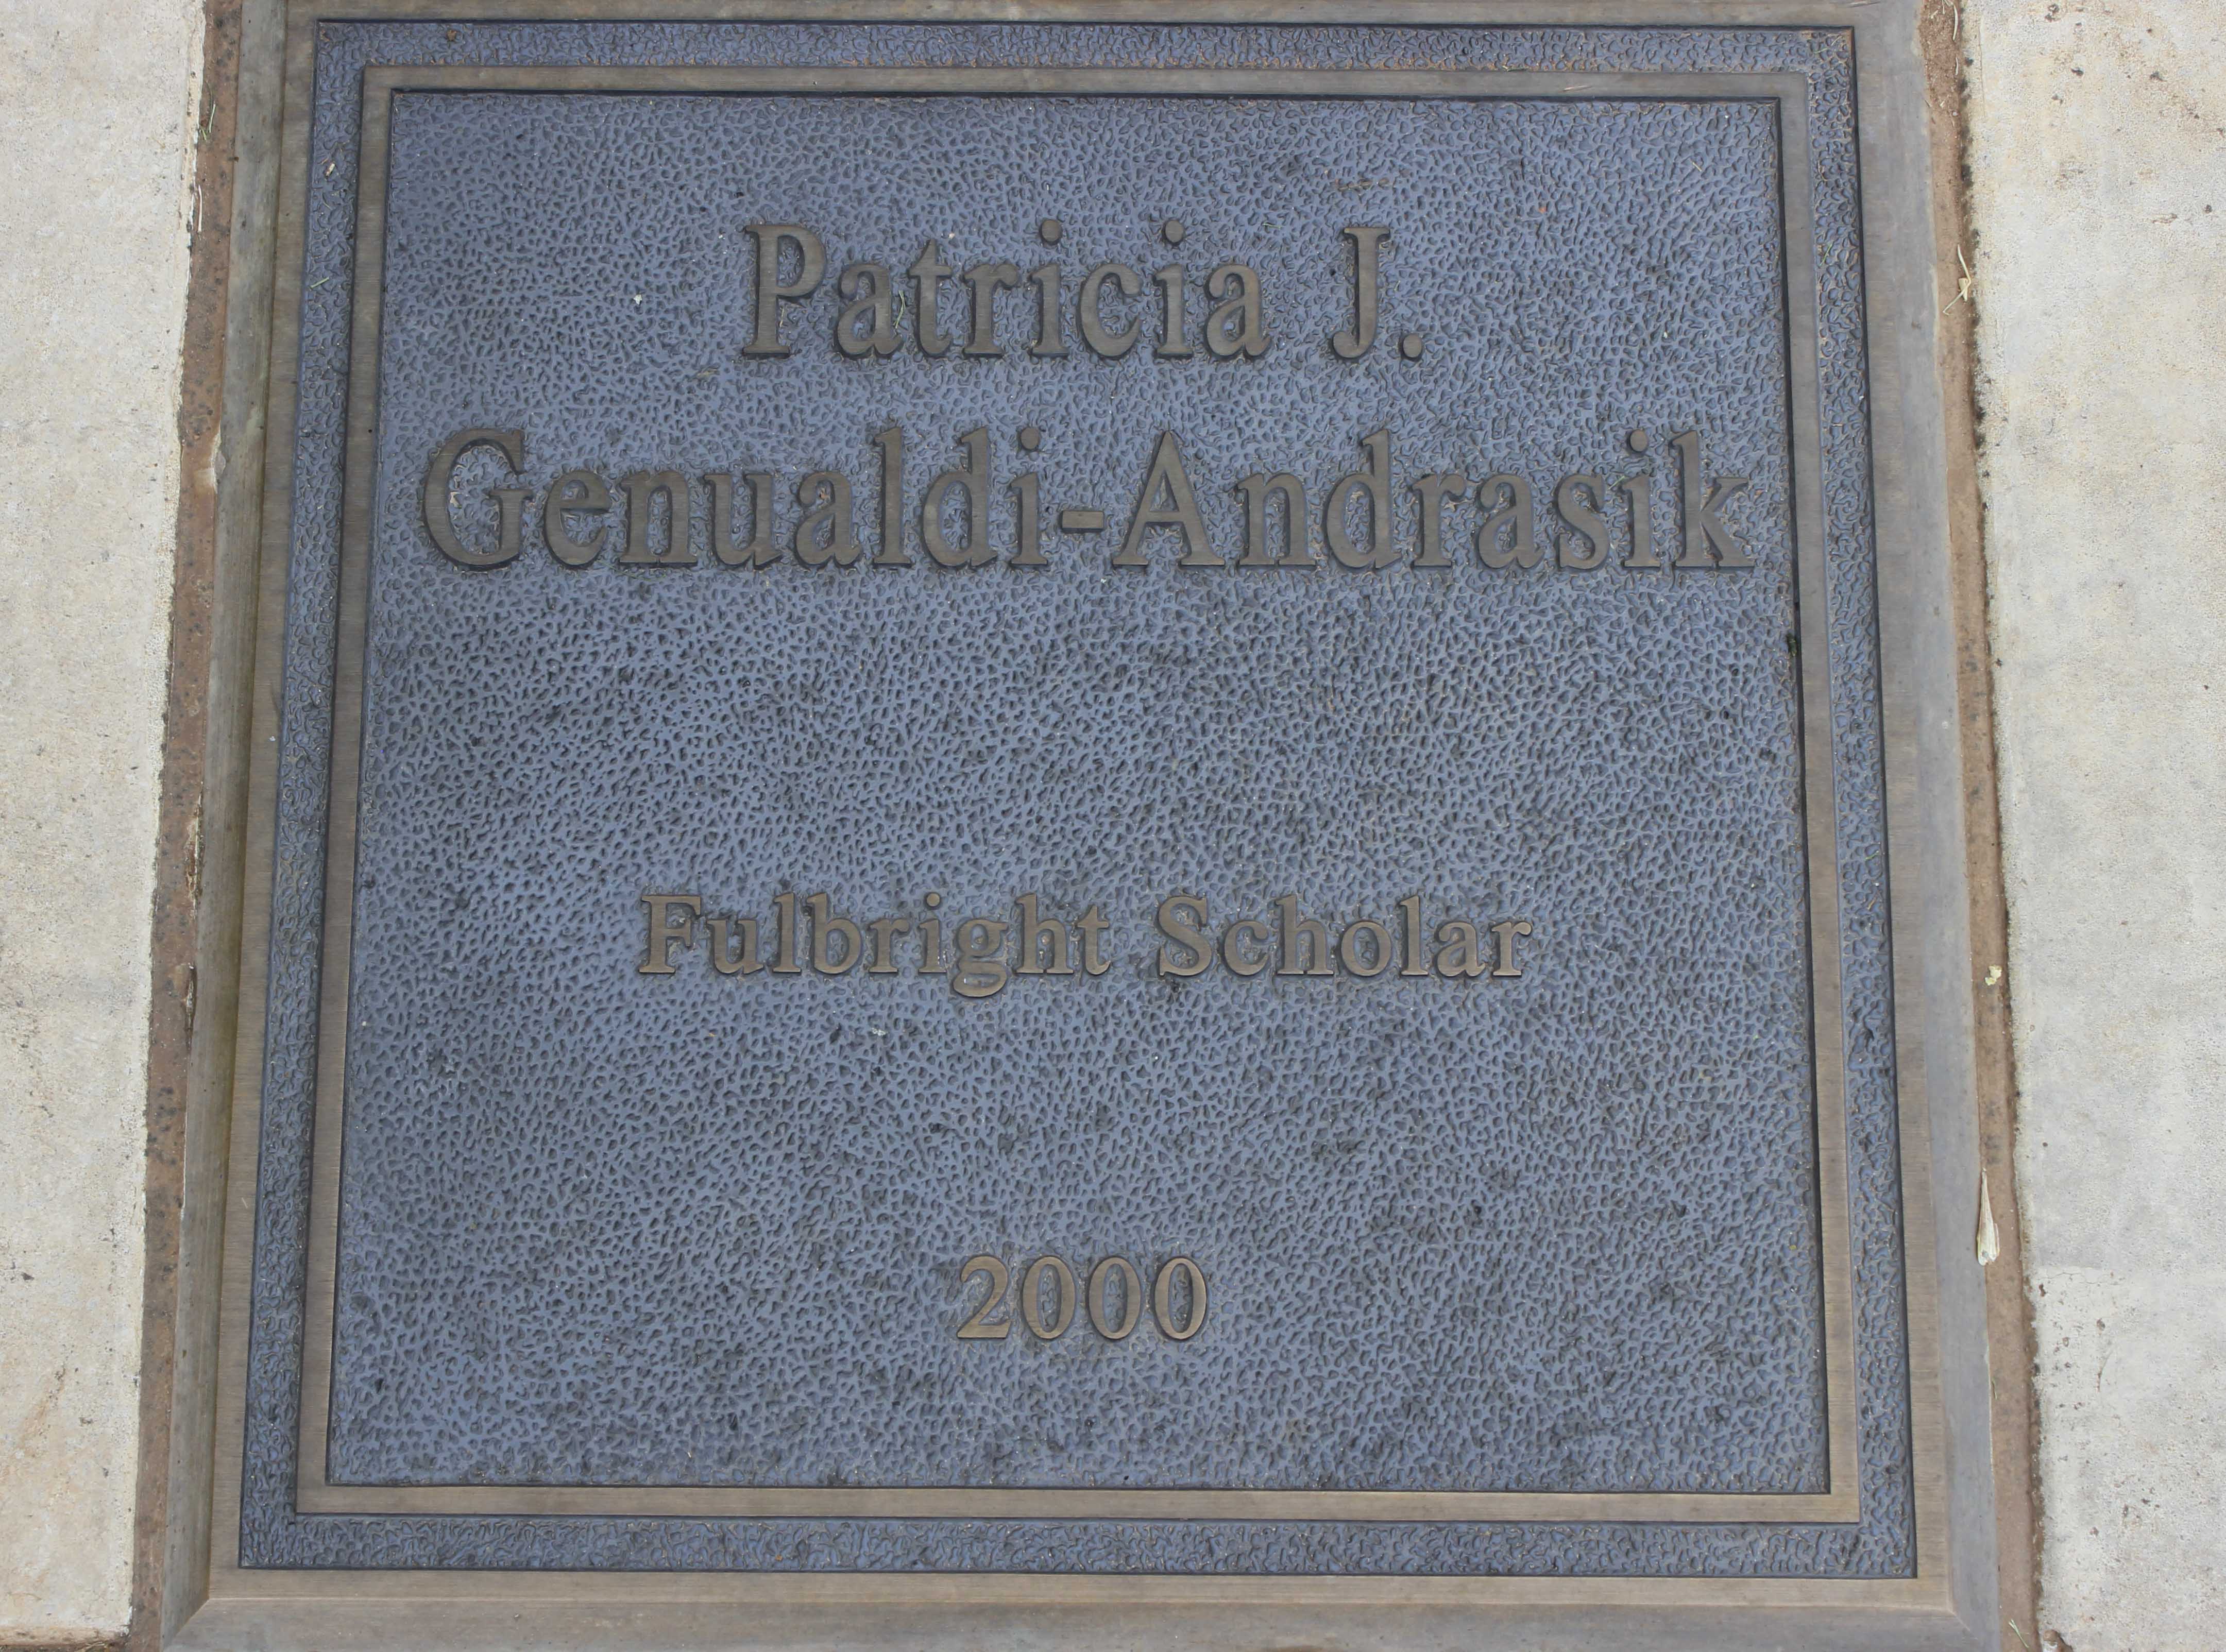 Patricia J.
Genualdi-Andrasik
Fulbright Scholar
2000